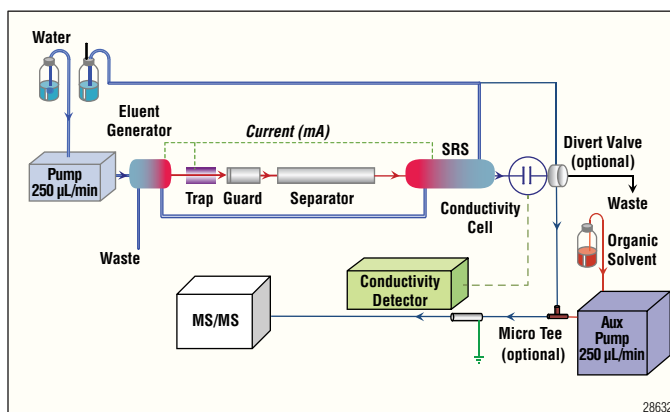 Water
Eluent
Generator
Current (mA)
SRS
Divert Valve
(optional)
Pump
250 µL/min
Trap
Guard
Separator
Waste
Conductivity
Cell
Waste
Organic
Solvent
Conductivity
Detector
MS/MS
Micro Tee
(optional)
Aux
Pump
250 µL/min
28632